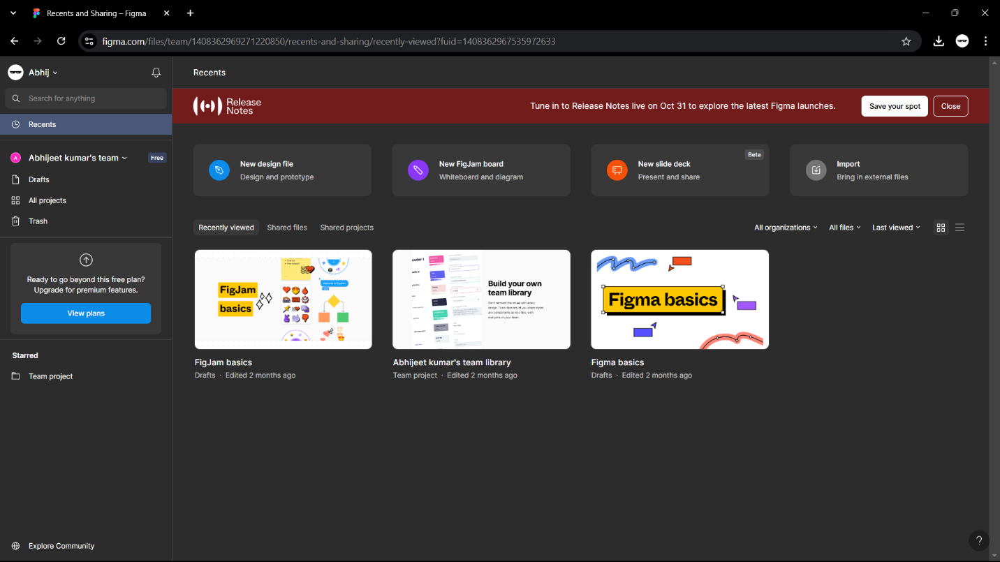 Recents and Sharing – Figma
figma.com/files/team/1408362969271220850/recents-and-sharing/recently-viewed?fuid=1408362967535972633
Abhij
Search for anything
Recents
A
Abhijeet kumar's team
Free
Drafts
All projects
Trash
Ready to go beyond this free plan?
Upgrade for premium features.
View plans
Starred
Team project
Explore Community
Recents
Release
Notes
Tune in to Release Notes live on Oct 31 to explore the latest Figma launches.
Save your spot
Close
New design file
Design and prototype
New FigJam board
Whiteboard and diagram
Beta
New slide deck
Present and share
Import
Bring in external files
Recently viewed
Shared files
Shared projects
All organizations
All files
Last viewed
FigJam
basics
FigJam basics
Drafts · Edited 2 months ago
Build your own
team library
Abhijeet kumar's team library
Team project · Edited 2 months ago
Figma basics
Figma basics
Drafts · Edited 2 months ago
?